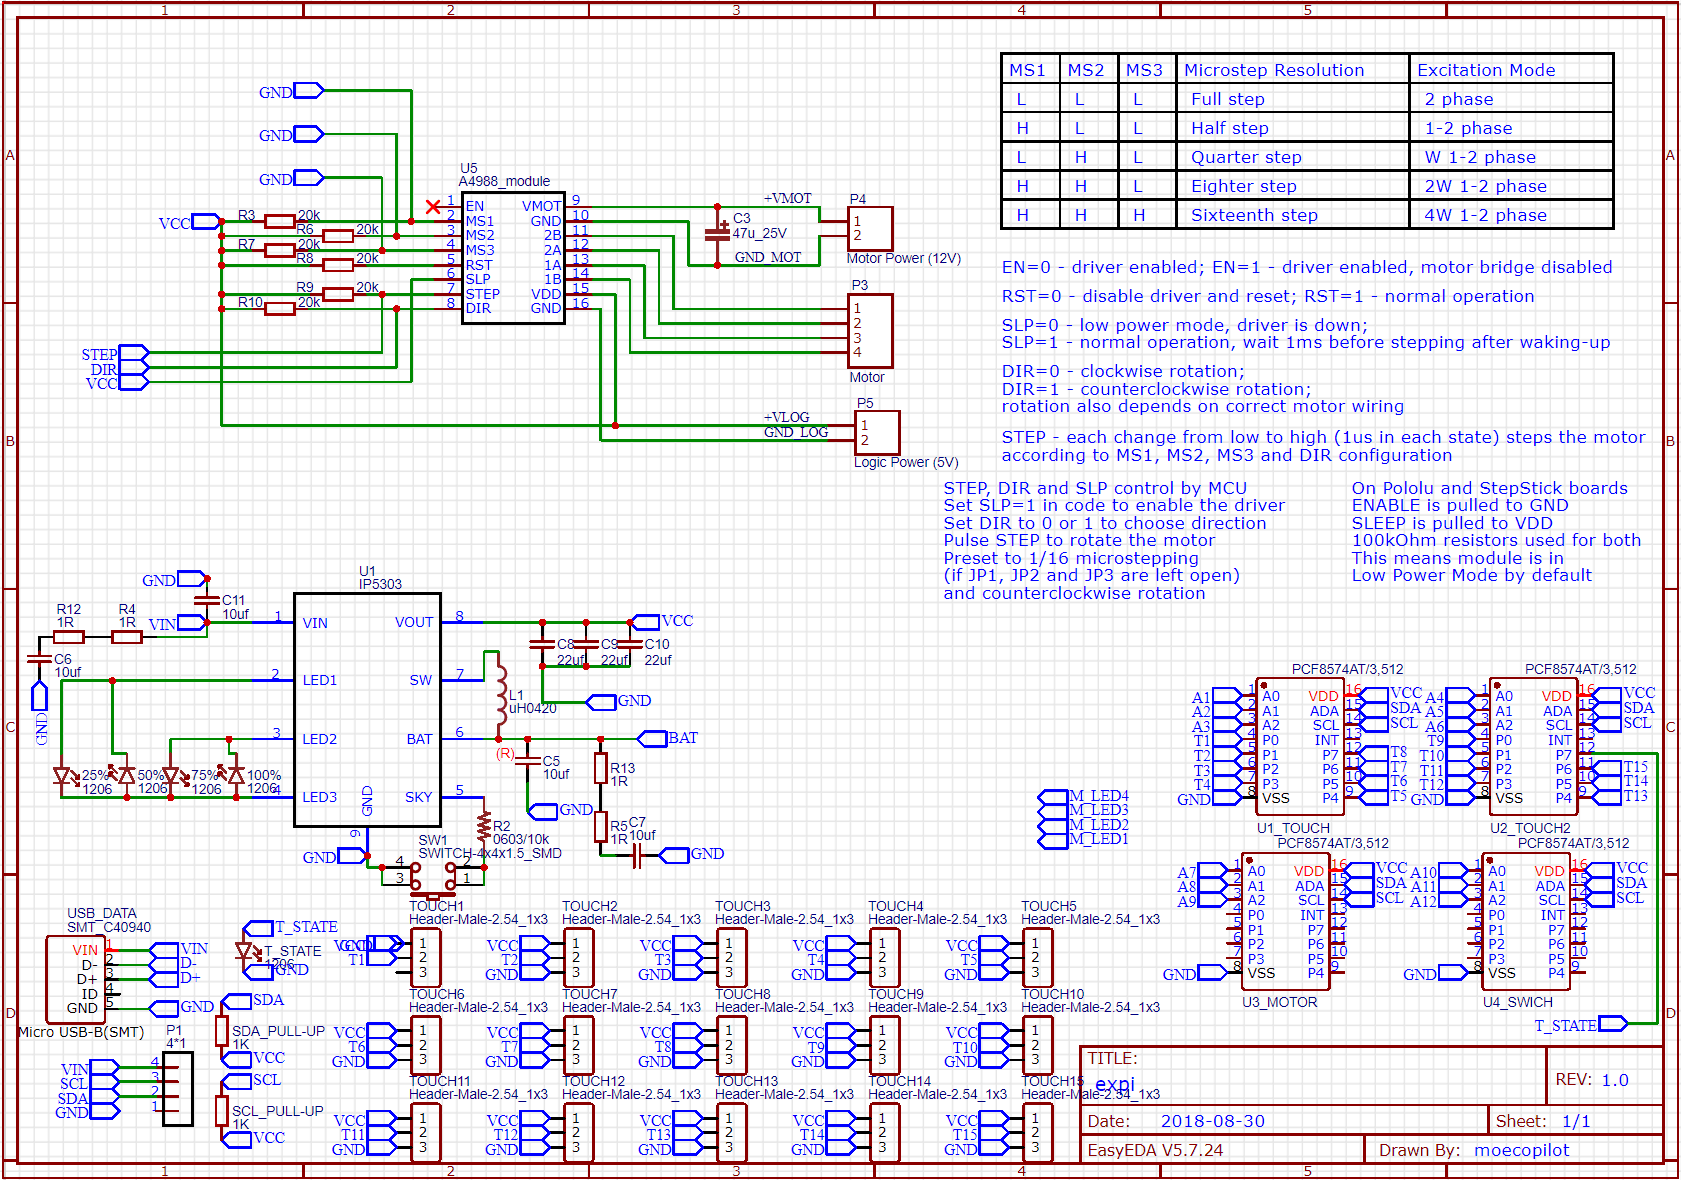 1 2 3 4 5
A
B
C
D
GND
GND
GND
VCC
R3 20k
R6 20k
R7 20k
R8 20k
R9 20k
R10 20k
STEP
DIR
VCC
U5
A4988_module
1 EN VMOT 9
2 MS1 GND 10
3 MS2 2B 11
4 MS3 2A 12
5 RST 1A 13
6 SLP 1B 14
7 STEP VDD 15
8 DIR GND 16
+VMOT
C3
47u_25V
GND_MOT
P4
1
2
Motor Power (12V)
P3
1
2
3
4
Motor
P5
+VLOG
GND_LOG
1
2
Logic Power (5V)
MS1 MS2 MS3 Microstep Resolution Excitation Mode
L L L Full step 2 phase
H L L Half step 1-2 phase
L H L Quarter step W 1-2 phase
H H L Eighter step 2W 1-2 phase
H H H Sixteenth step 4W 1-2 phase
EN=0 - driver enabled; EN=1 - driver enabled, motor bridge disabled
RST=0 - disable driver and reset; RST=1 - normal operation
SLP=0 - low power mode, driver is down;
SLP=1 - normal operation, wait 1ms before stepping after waking-up
DIR=0 - clockwise rotation;
DIR=1 - counterclockwise rotation;
rotation also depends on correct motor wiring
STEP - each change from low to high (1us in each state) steps the motor
according to MS1, MS2, MS3 and DIR configuration
STEP, DIR and SLP control by MCU
Set SLP=1 in code to enable the driver
Set DIR to 0 or 1 to choose direction
Pulse STEP to rotate the motor
Preset to 1/16 microstepping
(if JP1, JP2 and JP3 are left open)
and counterclockwise rotation
On Pololu and StepStick boards
ENABLE is pulled to GND
SLEEP is pulled to VDD
100kOhm resistors used for both
This means module is in
Low Power Mode by default
U1
IP5303
GND
C11
10uf
VIN
R12
1R
R4
1R
C6
10uf
GND
1 VIN VOUT 8
2 LED1 SW 7
3 LED2 BAT 6
4 LED3 SKY 5
GND
9
25%
1206
50%
1206
75%
1206
100%
1206
VCC
C8
22uf
C9
22uf
C10
22uf
GND
L1
uH0420
(R)
BAT
C5
10uf
GND
R13
1R
R5
1R
C7
10uf
GND
R2
0603/10k
SW1
SWITCH-4x4x1.5_SMD
GND
4 2
3 1
M_LED4
M_LED3
M_LED2
M_LED1
PCF8574AT/3,512
A1 1 A0 VDD 16 VCC
A2 2 A1 ADA 15 SDA
A3 3 A2 SCL 14 SCL
T1 4 P0 INT 13
T2 5 P1 P7 12 T8
T3 6 P2 P6 11 T7
T4 7 P3 P5 10 T6
GND 8 VSS P4 9 T5
U1_TOUCH
PCF8574AT/3,512
A4 1 A0 VDD 16 VCC
A5 2 A1 ADA 15 SDA
A6 3 A2 SCL 14 SCL
T9 4 P0 INT 13
T10 5 P1 P7 12
T11 6 P2 P6 11 T15
T12 7 P3 P5 10 T14
GND 8 VSS P4 9 T13
U2_TOUCH2
PCF8574AT/3,512
A7 1 A0 VDD 16 VCC
A8 2 A1 ADA 15 SDA
A9 3 A2 SCL 14 SCL
4 P0 INT 13
5 P1 P7 12
6 P2 P6 11
7 P3 P5 10
GND 8 VSS P4 9
U3_MOTOR
PCF8574AT/3,512
A10 1 A0 VDD 16 VCC
A11 2 A1 ADA 15 SDA
A12 3 A2 SCL 14 SCL
4 P0 INT 13
5 P1 P7 12
6 P2 P6 11
7 P3 P5 10
GND 8 VSS P4 9
U4_SWICH
T_STATE
USB_DATA
SMT_C40940
VIN 1 VIN
D- 2 D-
D+ 3 D+
ID 4
GND 5 GND
Micro USB-B(SMT)
T_STATE
T_STATE
1206
GND
SDA
SDA_PULL-UP
1K
VCC
SCL
SCL_PULL-UP
1K
VCC
P1
4*1
VIN 4
SCL 3
SDA 2
GND 1
TOUCH1
Header-Male-2.54_1x3
VCC GND 1
T1 2
3
TOUCH2
Header-Male-2.54_1x3
VCC 1
T2 2
GND 3
TOUCH3
Header-Male-2.54_1x3
VCC 1
T3 2
GND 3
TOUCH4
Header-Male-2.54_1x3
VCC 1
T4 2
GND 3
TOUCH5
Header-Male-2.54_1x3
VCC 1
T5 2
GND 3
TOUCH6
Header-Male-2.54_1x3
VCC 1
T6 2
GND 3
TOUCH7
Header-Male-2.54_1x3
VCC 1
T7 2
GND 3
TOUCH8
Header-Male-2.54_1x3
VCC 1
T8 2
GND 3
TOUCH9
Header-Male-2.54_1x3
VCC 1
T9 2
GND 3
TOUCH10
Header-Male-2.54_1x3
VCC 1
T10 2
GND 3
TOUCH11
Header-Male-2.54_1x3
VCC 1
T11 2
GND 3
TOUCH12
Header-Male-2.54_1x3
VCC 1
T12 2
GND 3
TOUCH13
Header-Male-2.54_1x3
VCC 1
T13 2
GND 3
TOUCH14
Header-Male-2.54_1x3
VCC 1
T14 2
GND 3
TOUCH15
Header-Male-2.54_1x3
VCC 1
T15 2
GND 3
TITLE:
expi
REV: 1.0
Date: 2018-08-30
Sheet: 1/1
EasyEDA V5.7.24
Drawn By: moecopilot
A
B
C
D
1 2 3 4 5